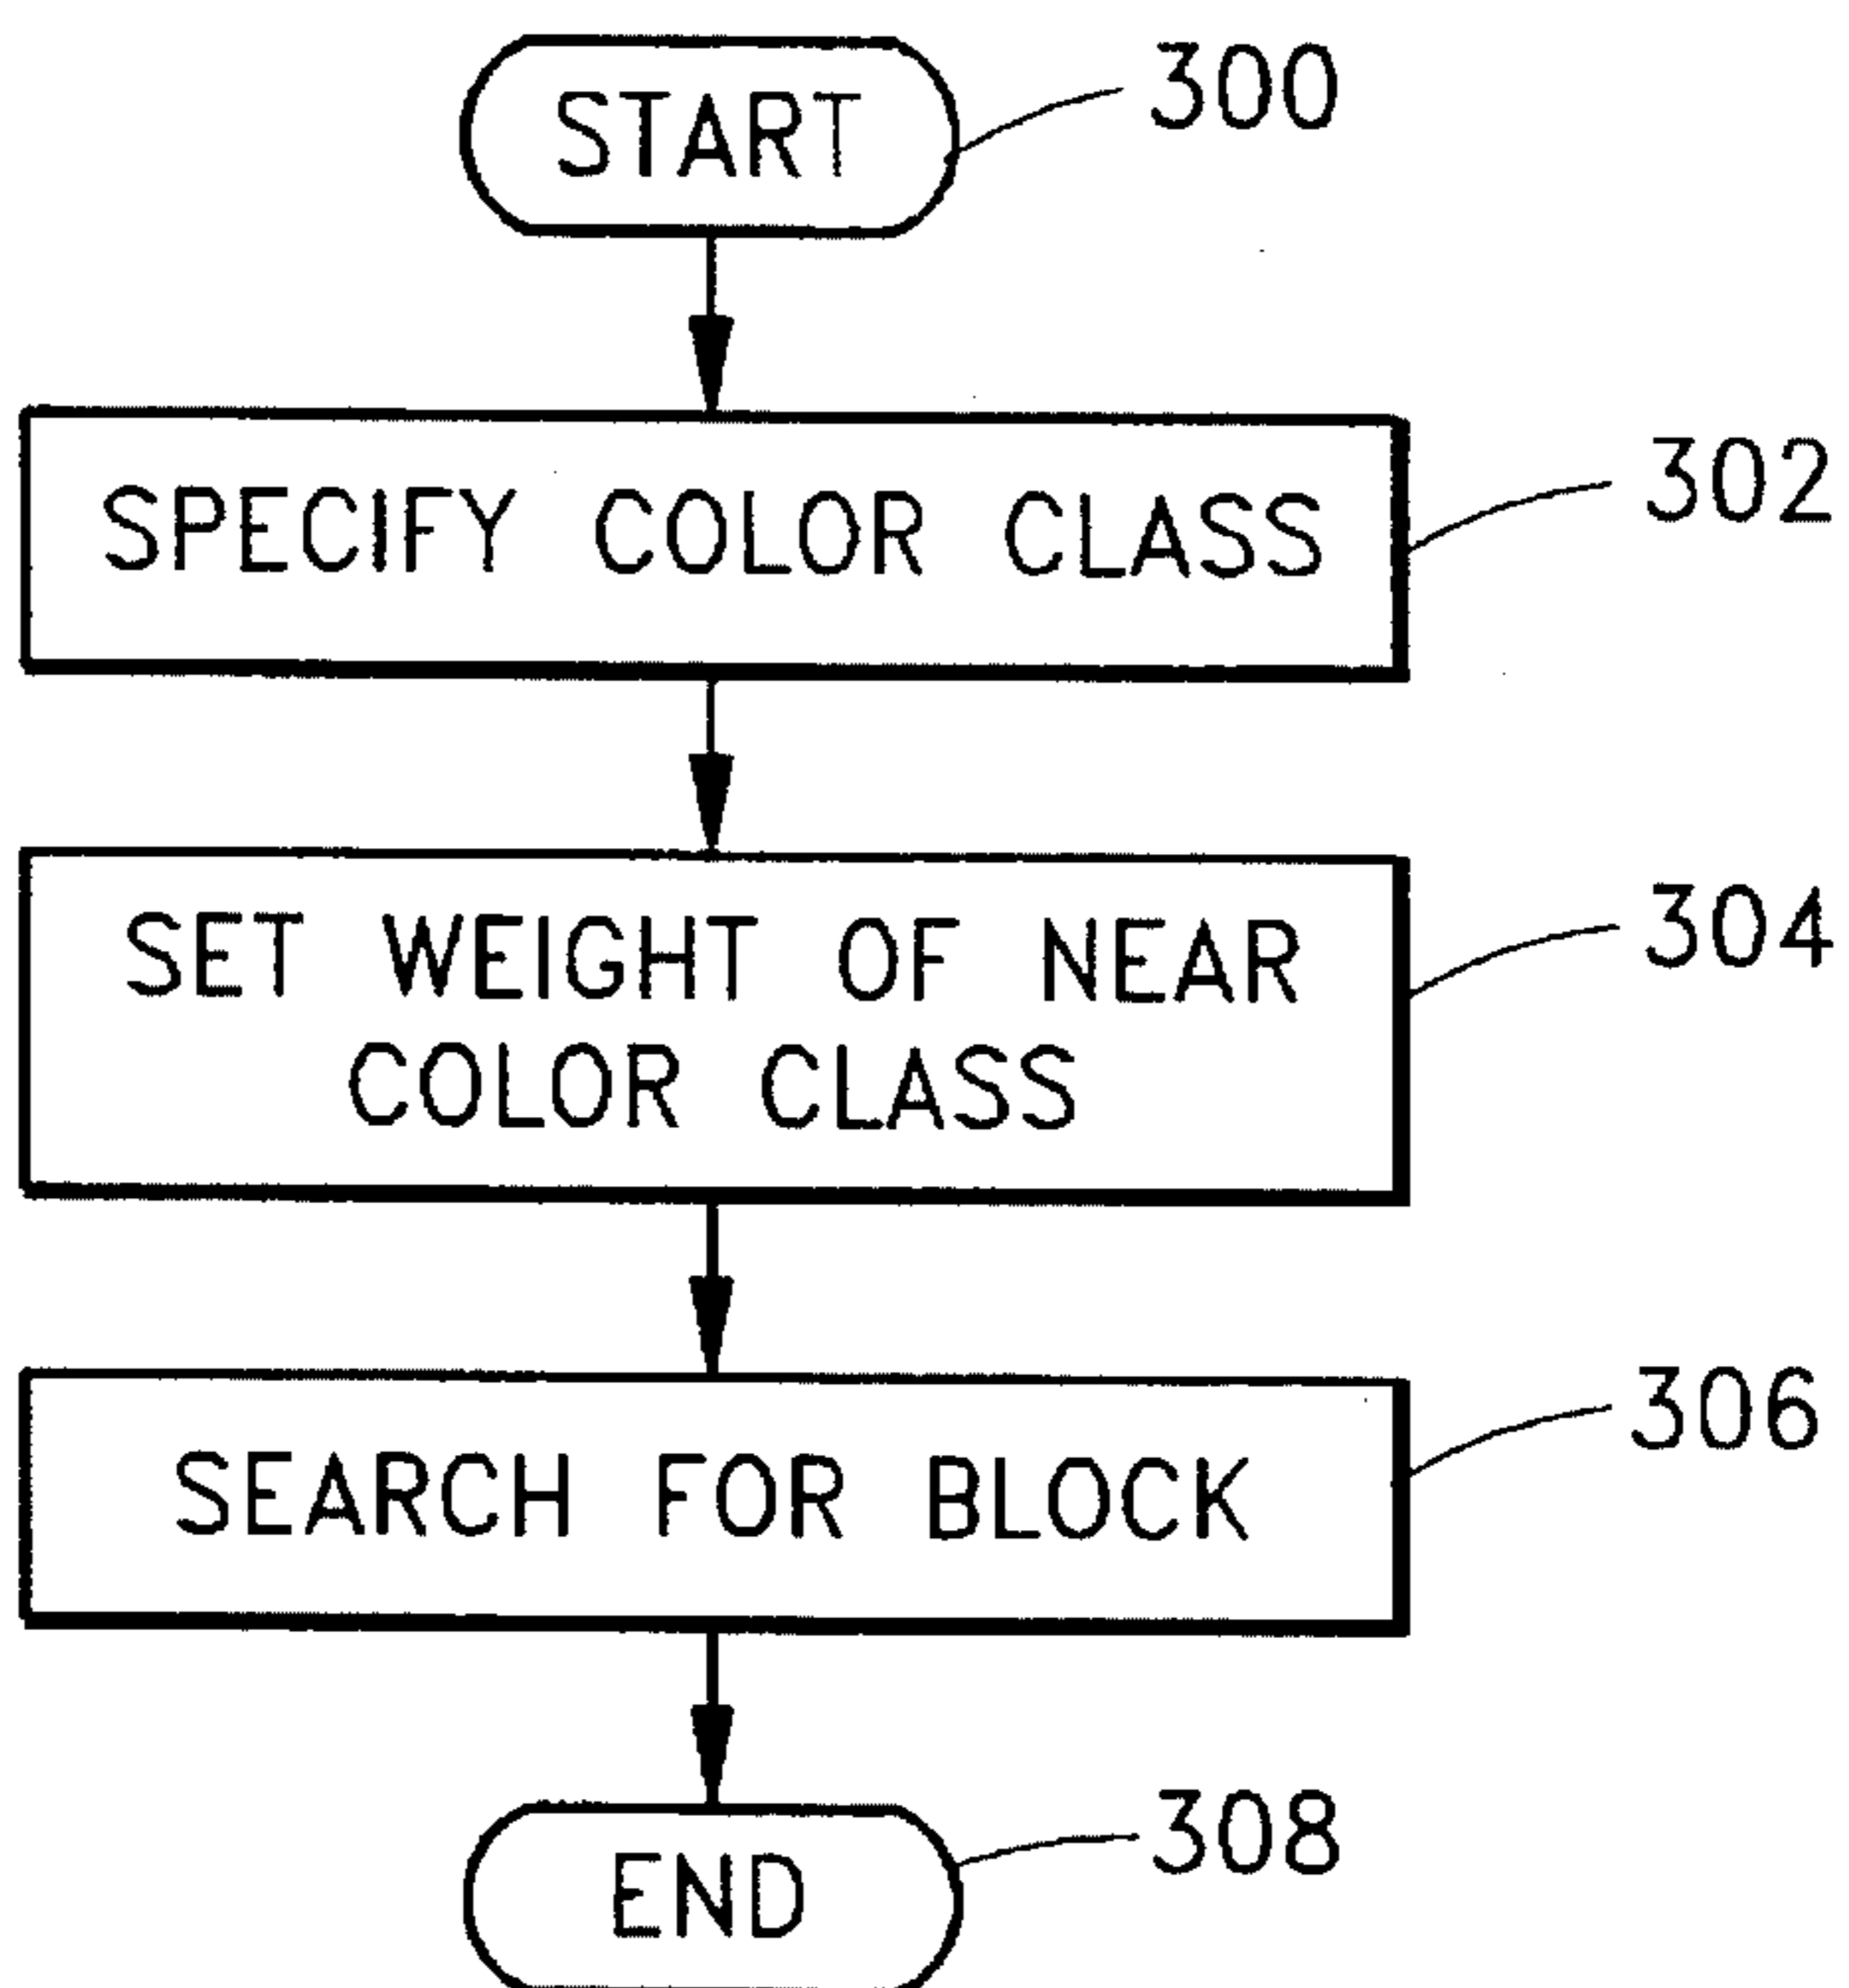 START
300
SPECIFY COLOR CLASS
302
SET WEIGHT OF NEAR
COLOR CLASS
304
SEARCH FOR BLOCK
306
END
308